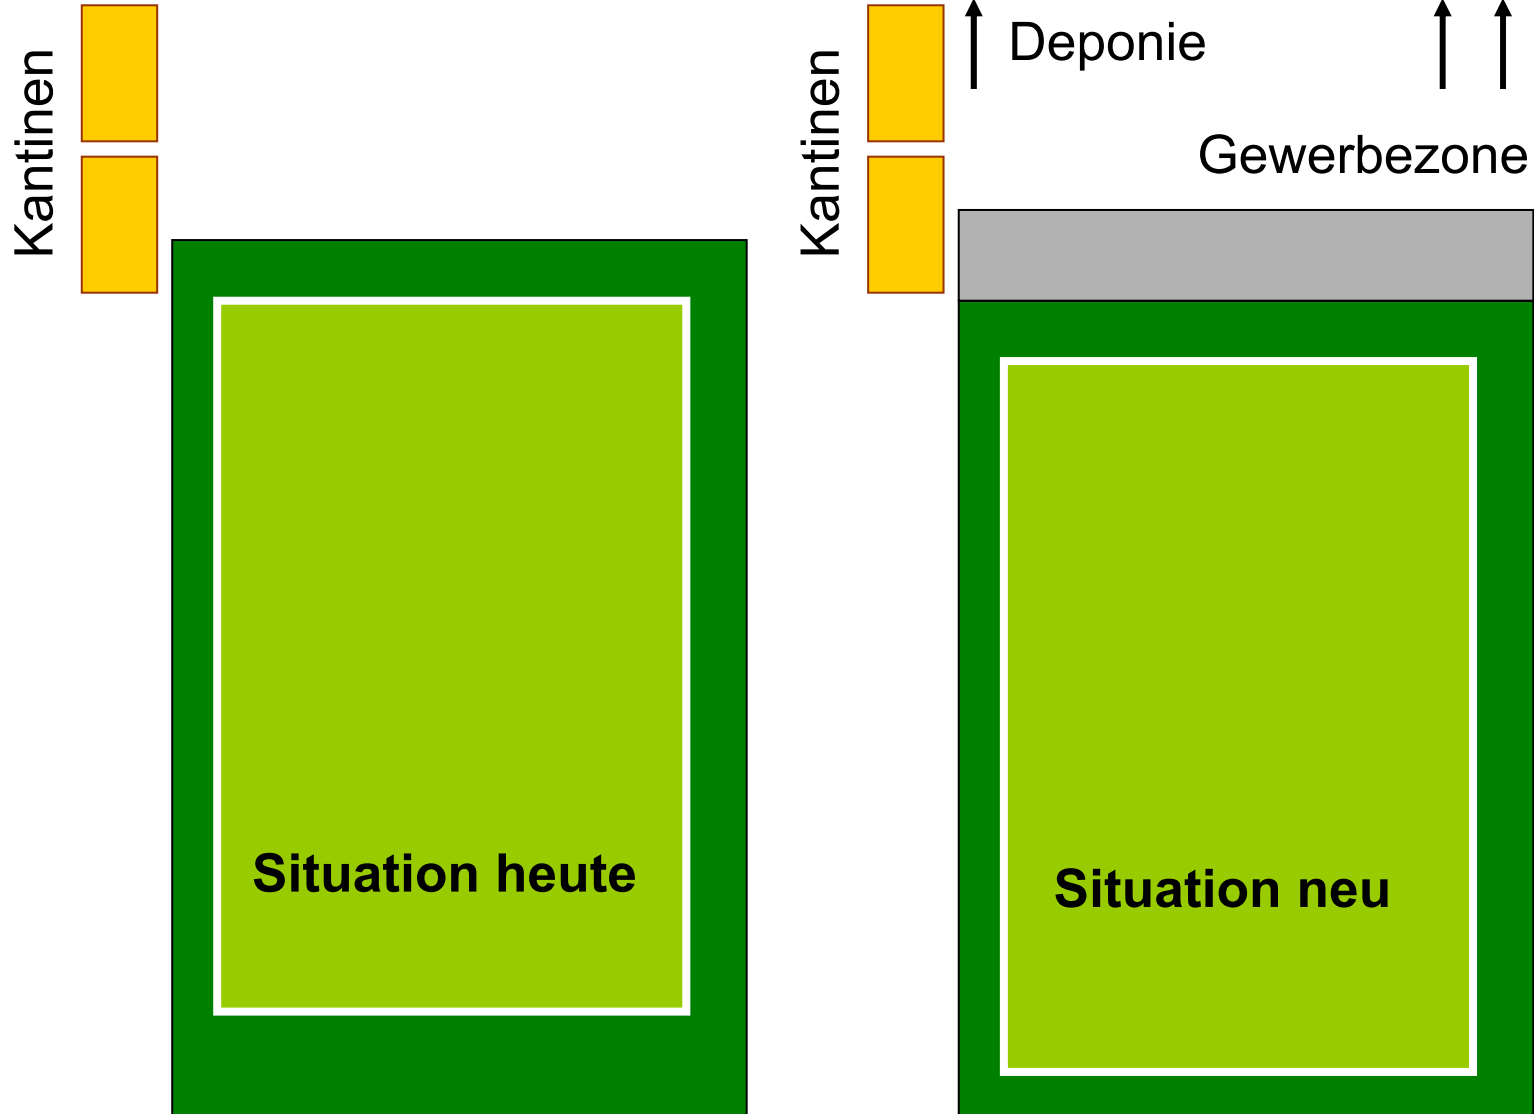 Kantinen
Situation heute
Kantinen
Deponie
Gewerbezone
Situation neu